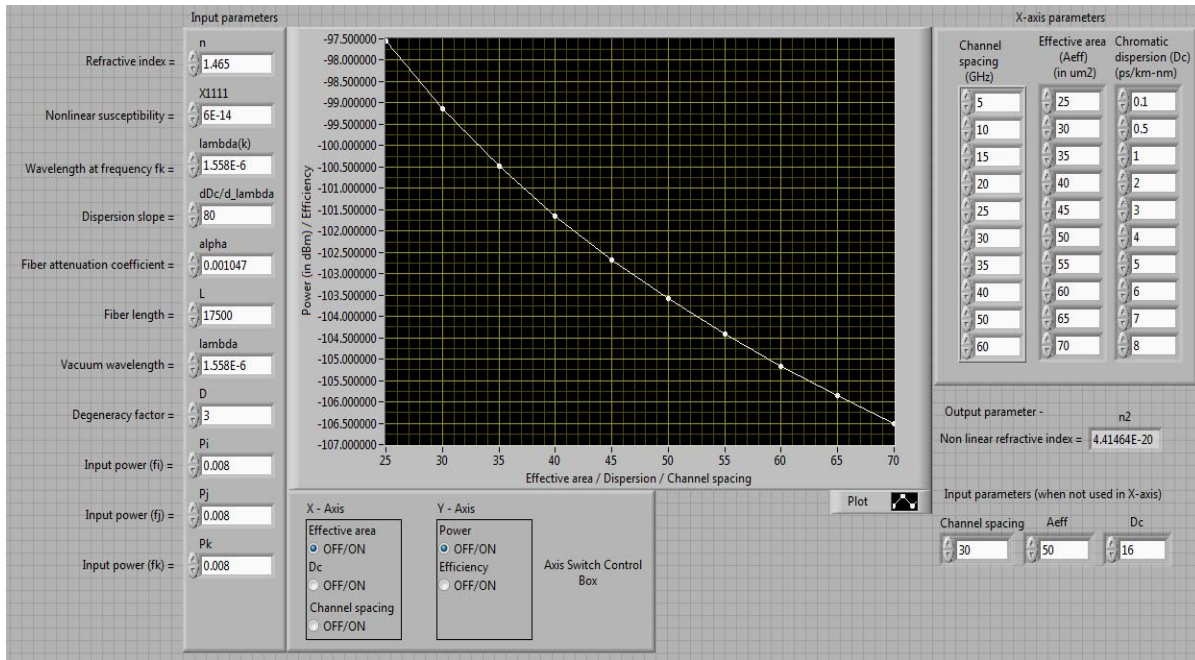 Input parameters
n
Refractive index = 1.465
X1111
Nonlinear susceptibility = 6E-14
lambda(k)
Wavelength at frequency fk = 1.558E-6
dDc/d_lambda
Dispersion slope = 80
alpha
Fiber attenuation coefficient = 0.001047
L
Fiber length = 17500
lambda
Vacuum wavelength = 1.558E-6
D
Degeneracy factor = 3
Pi
Input power (fi) = 0.008
Pj
Input power (fj) = 0.008
Pk
Input power (fk) = 0.008
Power (in dBm) / Efficiency
-97.500000
-98.000000
-98.500000
-99.000000
-99.500000
-100.000000
-100.500000
-101.000000
-101.500000
-102.000000
-102.500000
-103.000000
-103.500000
-104.000000
-104.500000
-105.000000
-105.500000
-106.000000
-106.500000
-107.000000
25 30 35 40 45 50 55 60 65 70
Effective area / Dispersion / Channel spacing
Plot
X - Axis
Effective area
OFF/ON
Dc
OFF/ON
Channel spacing
OFF/ON
Y - Axis
Power
OFF/ON
Efficiency
OFF/ON
Axis Switch Control
Box
X-axis parameters
Channel
spacing
(GHz)
5
10
15
20
25
30
35
40
50
60
Effective area
(Aeff)
(in um2)
25
30
35
40
45
50
55
60
65
70
Chromatic
dispersion (Dc)
(ps/km-nm)
0.1
0.5
1
2
3
4
5
6
7
8
Output parameter -
n2
Non linear refractive index = 4.41464E-20
Input parameters (when not used in X-axis)
Channel spacing Aeff Dc
30 50 16